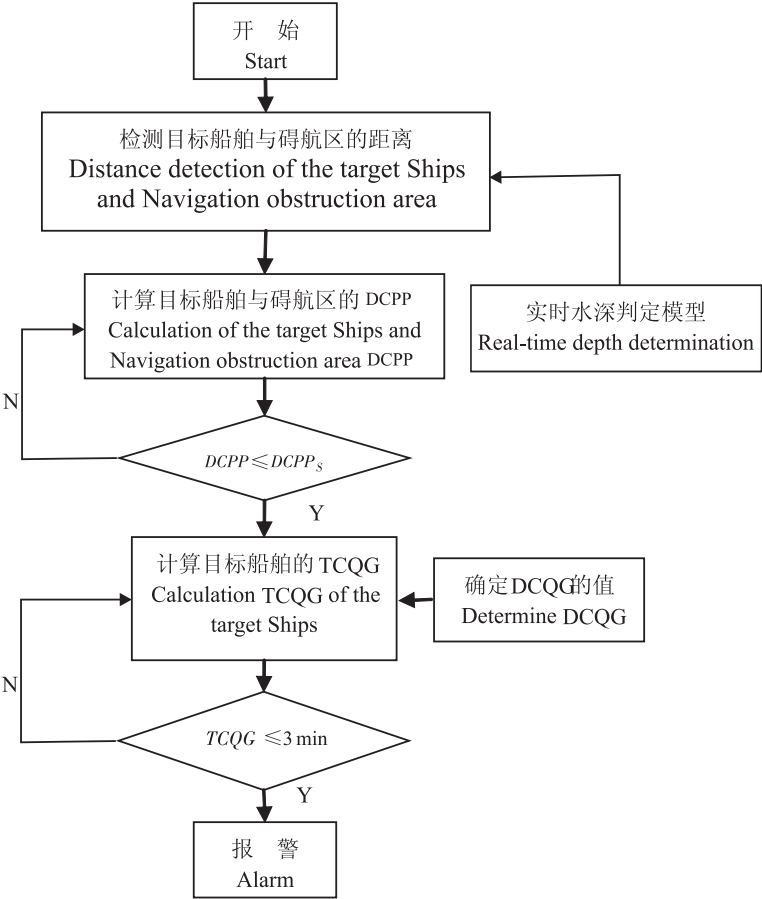 开 始
Start
检测目标船舶与碍航区的距离
Distance detection of the target Ships
and Navigation obstruction area
计算目标船舶与碍航区的 DCPP
Calculation of the target Ships and
Navigation obstruction area DCPP
实时水深判定模型
Real-time depth determination
N
DCPP≤DCPPS
Y
计算目标船舶的 TCQG
Calculation TCQG of the
target Ships
确定DCQG的值
Determine DCQG
N
TCQG ≤3 min
Y
报 警
Alarm